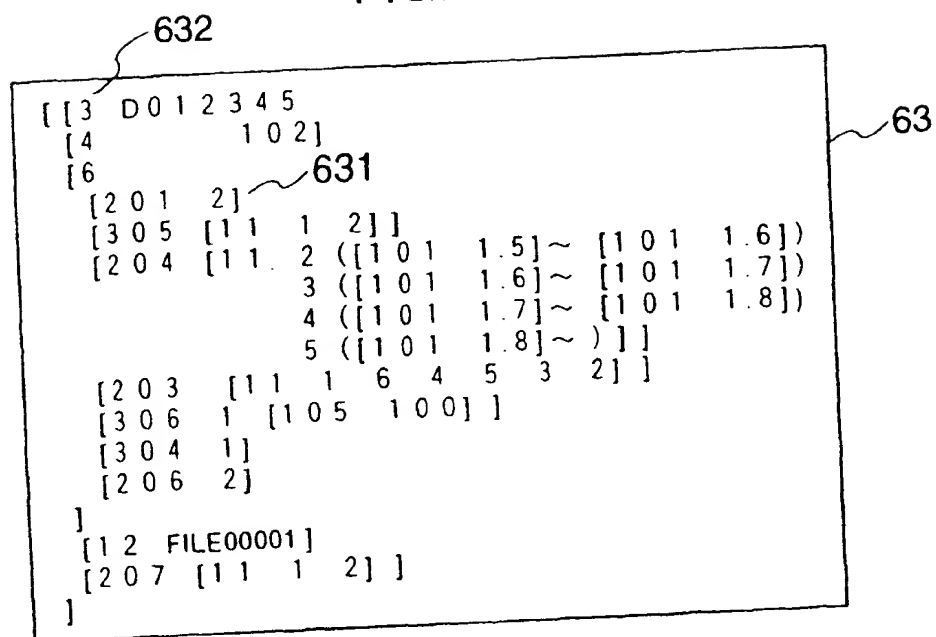 632
[[3 D012345
[4 102]
63
[6
[201 2]
631
[305 [11 1 2]]
[204 [11. 2 ([101 1.5]~ [101 1.6])
3 ([101 1.6]~ [101 1.7])
4 ([101 1.7]~ [101 1.8])
5 ([101 1.8]~ )]]
[203 [11 1 6 4 5 3 2]]
[306 1 [105 100]]
[304 1]
[206 2]
]
[12 FILE00001]
[207 [11 1 2]]
]